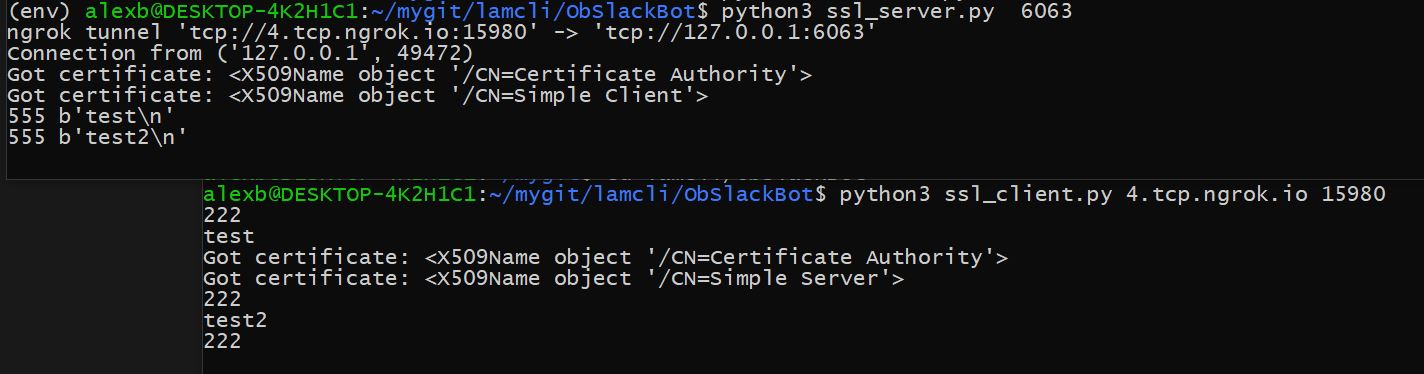 (env) alexb@DESKTOP-4K2H1C1:~/mygit/lamcli/ObSlackBot$ python3 ssl_server.py  6063
ngrok tunnel 'tcp://4.tcp.ngrok.io:15980' -> 'tcp://127.0.0.1:6063'
Connection from ('127.0.0.1', 49472)
Got certificate: <X509Name object '/CN=Certificate Authority'>
Got certificate: <X509Name object '/CN=Simple Client'>
555 b'test\n'
555 b'test2\n'
alexb@DESKTOP-4K2H1C1:~/mygit/lamcli/ObSlackBot$ python3 ssl_client.py 4.tcp.ngrok.io 15980
222
test
Got certificate: <X509Name object '/CN=Certificate Authority'>
Got certificate: <X509Name object '/CN=Simple Server'>
222
test2
222